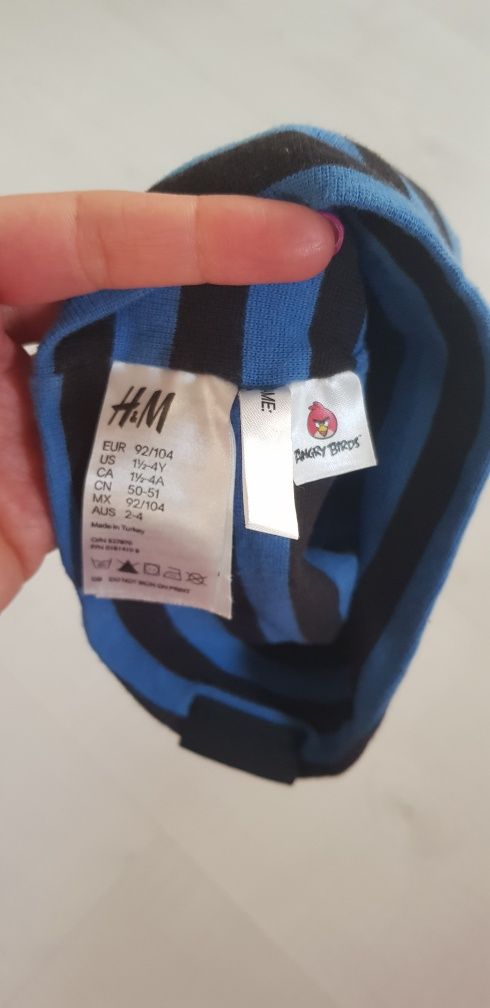 H&M
EUR 92/104
US 1½-4Y
CA 1½-4A
CN 50-51
MX 92/104
AUS 2-4
Made in Turkey
DO NOT IRON ON PRINT
ME:
ANGRY BIRDS